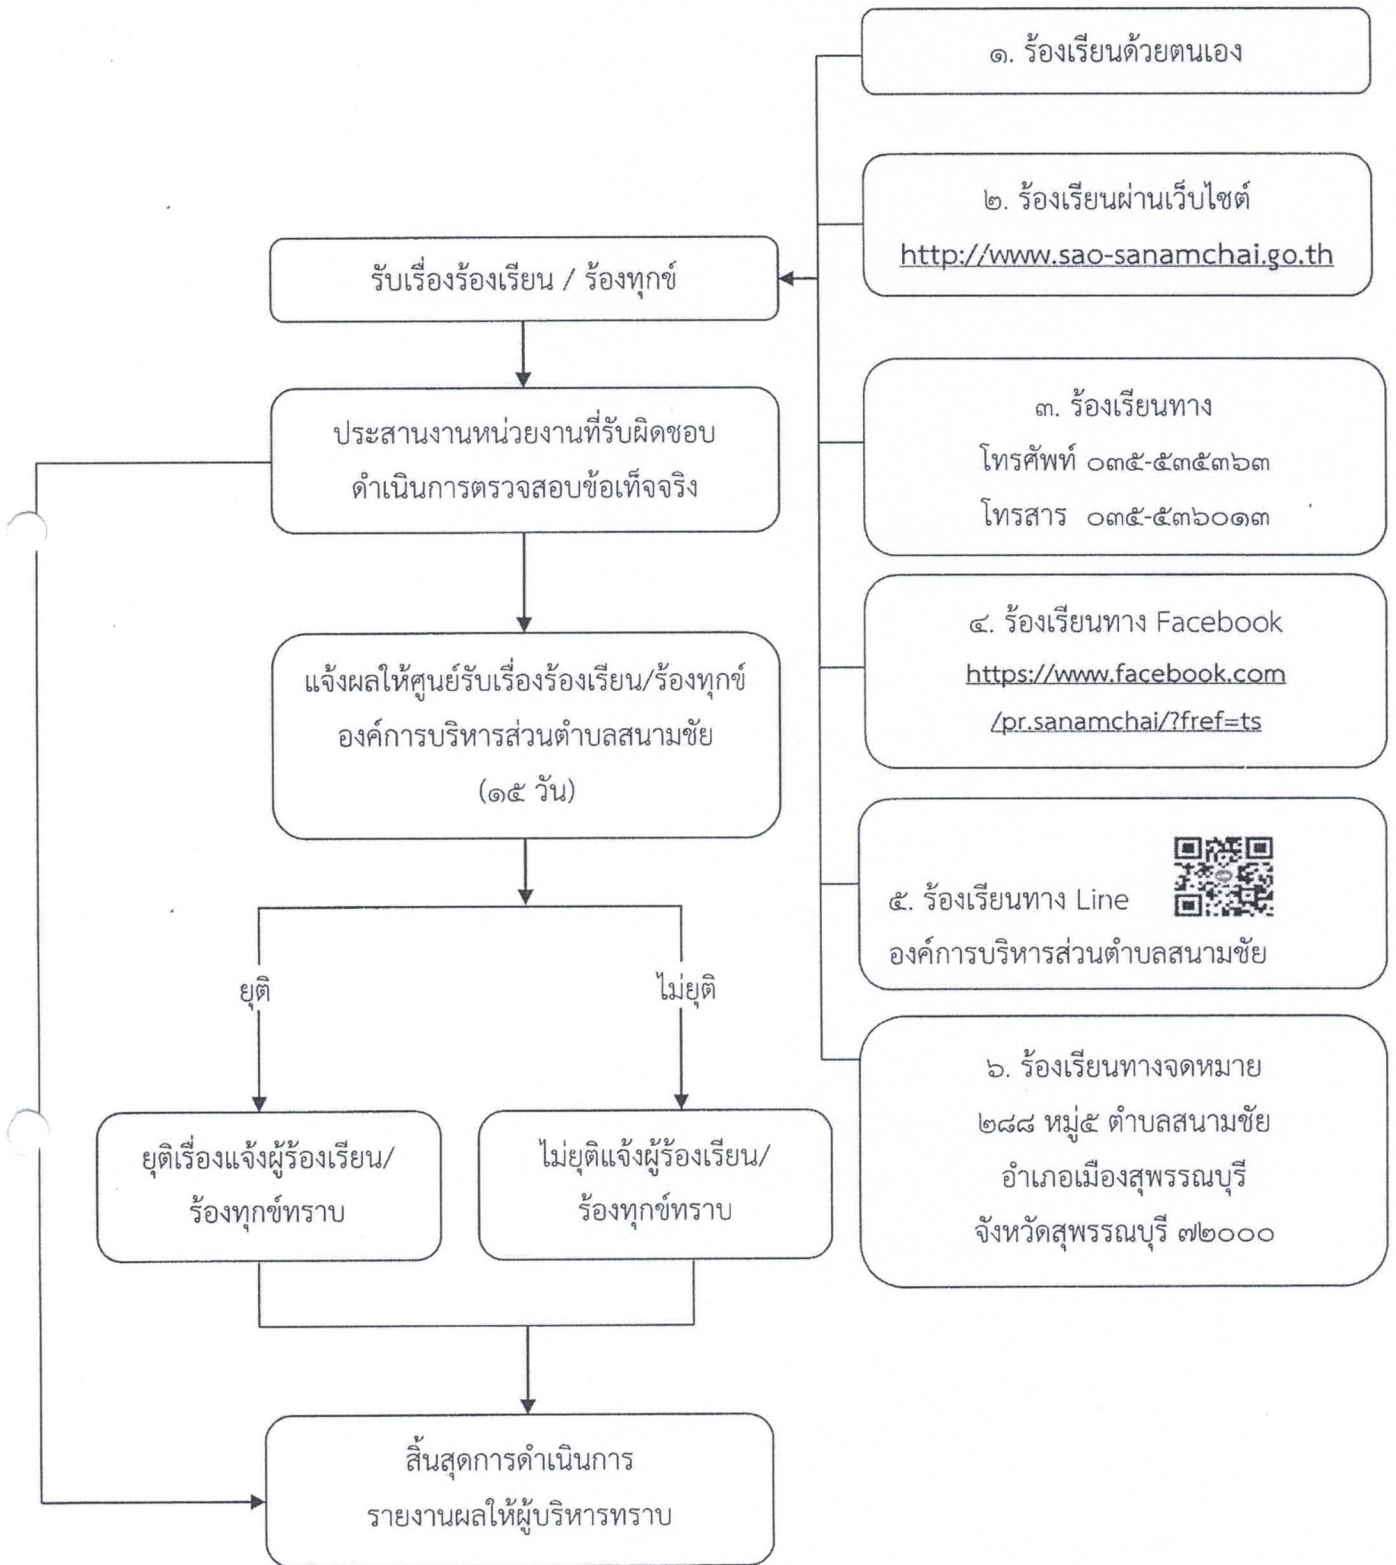 ๑. ร้องเรียนด้วยตนเอง
๒. ร้องเรียนผ่านเว็บไซต์
http://www.sao-sanamchai.go.th
รับเรื่องร้องเรียน / ร้องทุกข์
๓. ร้องเรียนทาง
โทรศัพท์ ๐๓๕-๕๓๕๓๖๓
โทรสาร ๐๓๕-๕๓๖๐๑๓
ประสานงานหน่วยงานที่รับผิดชอบ
ดำเนินการตรวจสอบข้อเท็จจริง
๔. ร้องเรียนทาง Facebook
https://www.facebook.com
/pr.sanamchai/?fref=ts
แจ้งผลให้ศูนย์รับเรื่องร้องเรียน/ร้องทุกข์
องค์การบริหารส่วนตำบลสนามชัย
(๑๕ วัน)
๕. ร้องเรียนทาง Line
องค์การบริหารส่วนตำบลสนามชัย
ยุติ
ไม่ยุติ
๖. ร้องเรียนทางจดหมาย
๒๘๘ หมู่๕ ตำบลสนามชัย
อำเภอเมืองสุพรรณบุรี
จังหวัดสุพรรณบุรี ๗๒๐๐๐
ยุติเรื่องแจ้งผู้ร้องเรียน/
ร้องทุกข์ทราบ
ไม่ยุติแจ้งผู้ร้องเรียน/
ร้องทุกข์ทราบ
สิ้นสุดการดำเนินการ
รายงานผลให้ผู้บริหารทราบ